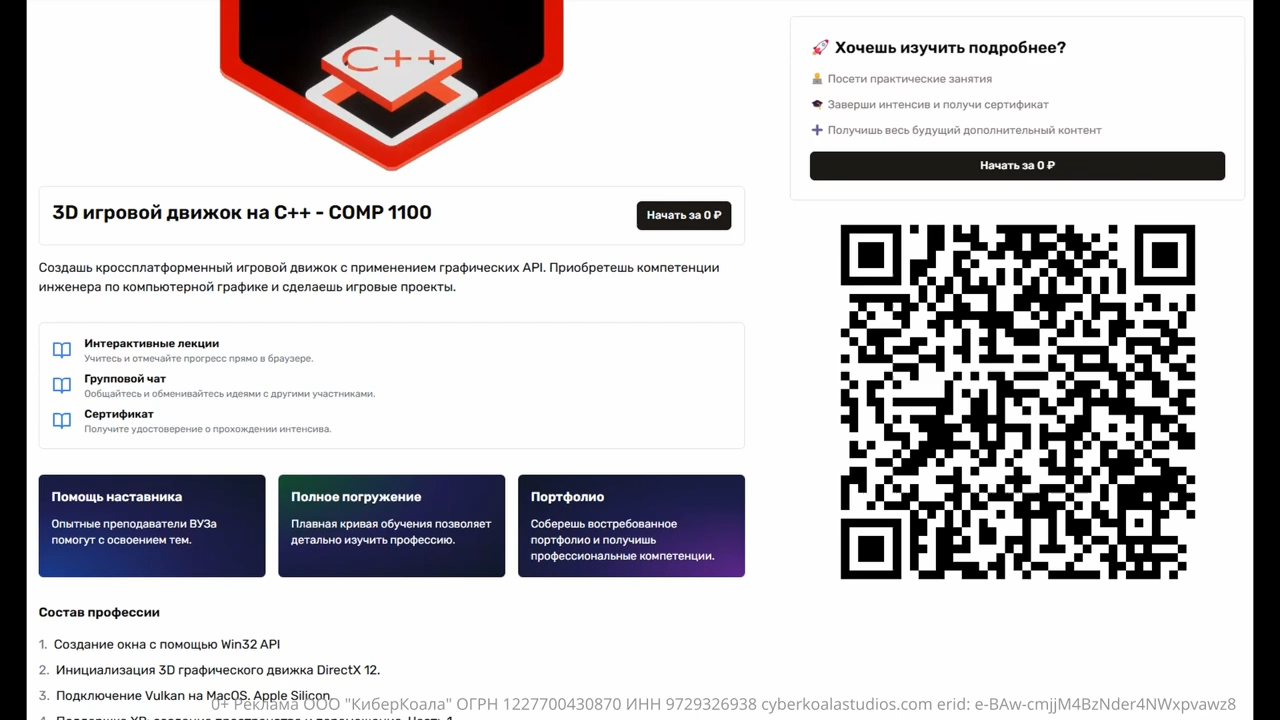 C++
3D игровой движок на C++ - COMP 1100
Начать за 0 ₽
Создашь кроссплатформенный игровой движок с применением графических API. Приобретешь компетенции
инженера по компьютерной графике и сделаешь игровые проекты.
Интерактивные лекции
Учитесь и отмечайте прогресс прямо в браузере.
Групповой чат
Ообщайтесь и обменивайтесь идеями с другими участниками.
Сертификат
Получите удостоверение о прохождении интенсива.
Помощь наставника
Опытные преподаватели ВУЗа
помогут с освоением тем.
Полное погружение
Плавная кривая обучения позволяет
детально изучить профессию.
Портфолио
Соберешь востребованное
портфолио и получишь
профессиональные компетенции.
Состав профессии
1. Создание окна с помощью Win32 API
2. Инициализация 3D графического движка DirectX 12.
3. Подключение Vulkan на MacOS. Apple Silicon.
Хочешь изучить подробнее?
Посети практические занятия
Заверши интенсив и получи сертификат
Получишь весь будущий дополнительный контент
Начать за 0 ₽
0+ Реклама ООО "КиберКоала" ОГРН 1227700430870 ИНН 9729326938 cyberkoalastudios.com erid: e-BAw-cmjjM4BzNder4NWxpvawz8